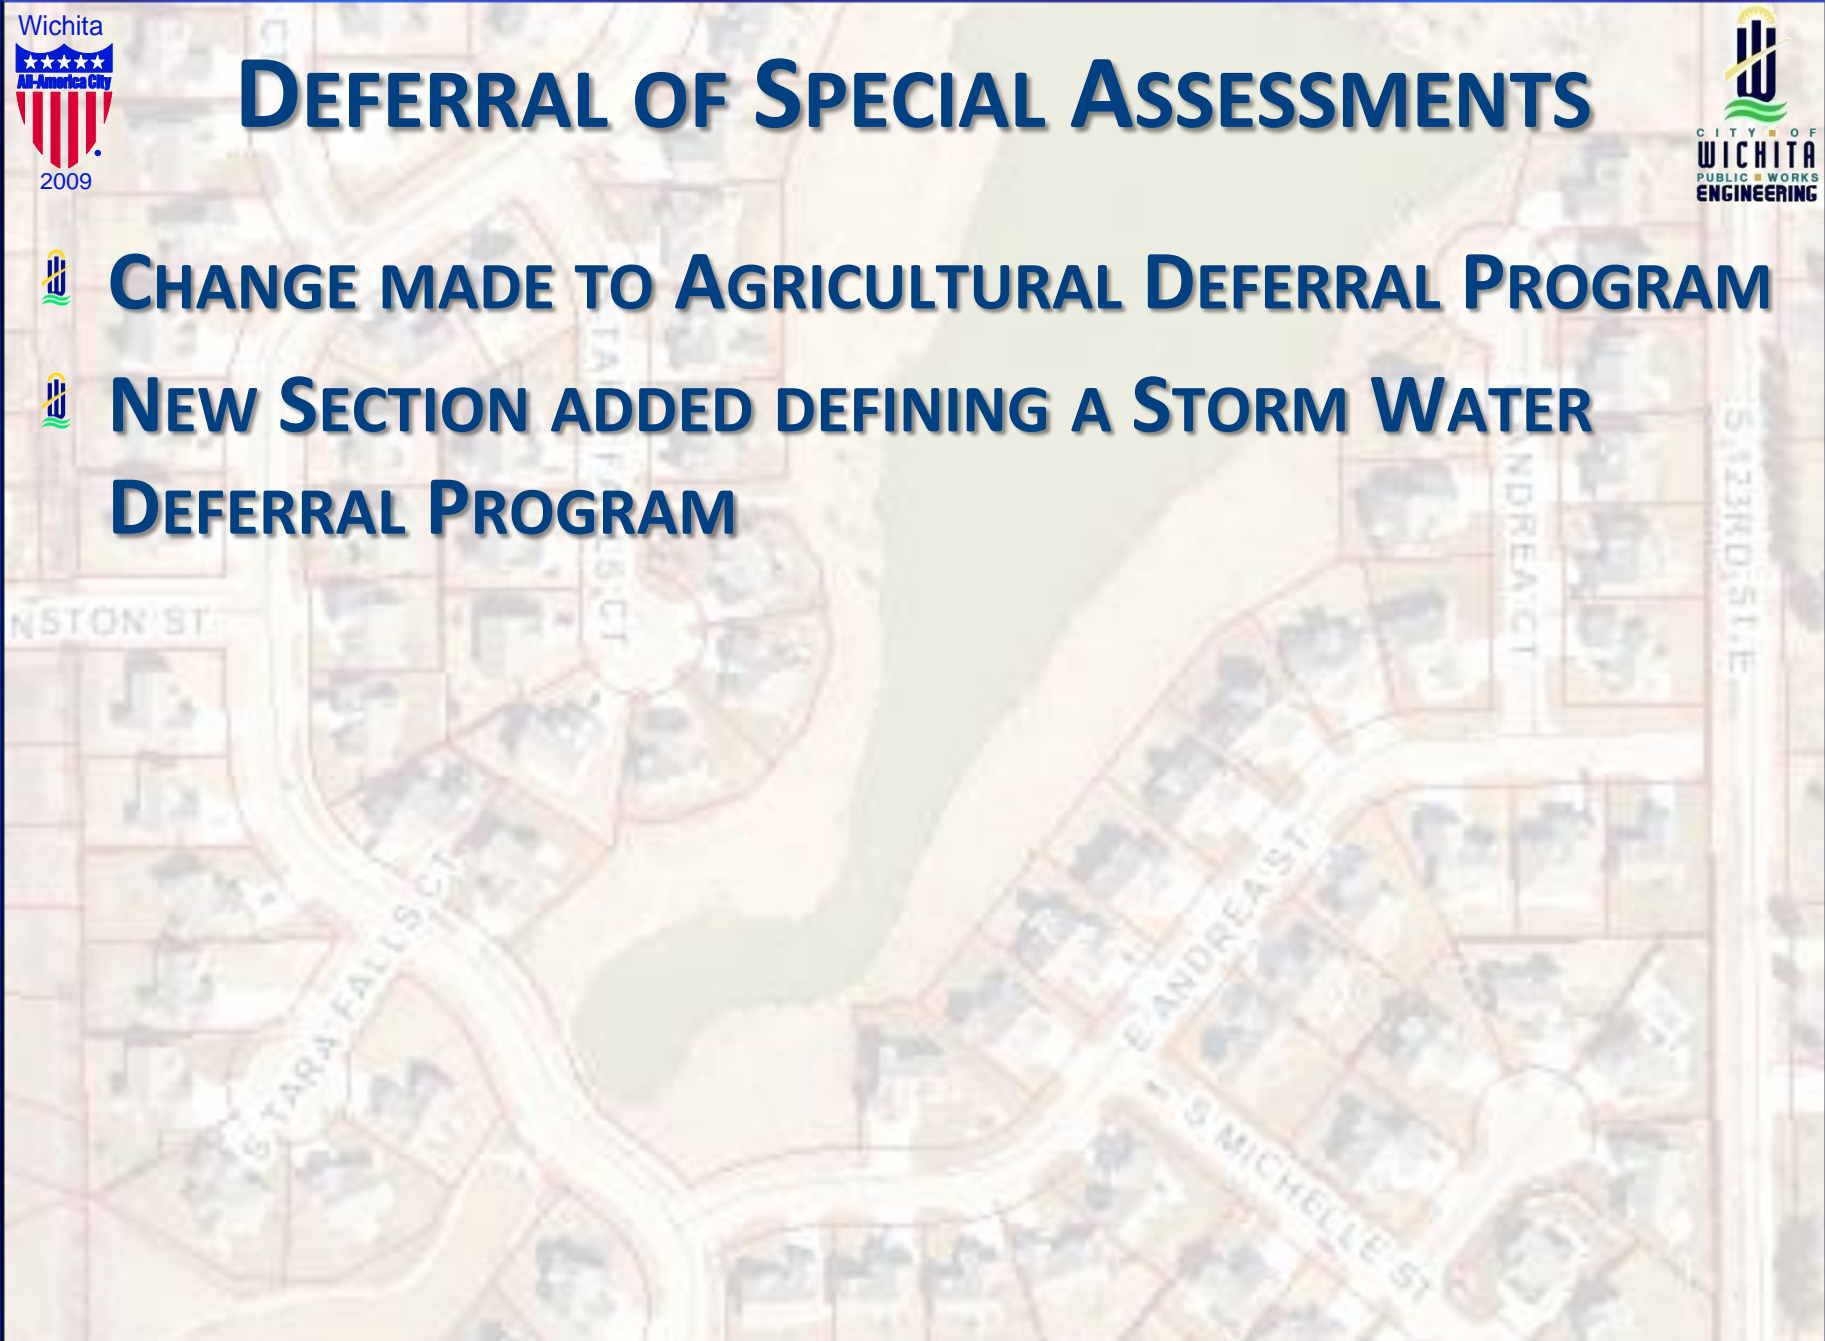 Wichita
All-America City
2009
DEFERRAL OF SPECIAL ASSESSMENTS
CITY OF
WICHITA
PUBLIC WORKS
ENGINEERING
CHANGE MADE TO AGRICULTURAL DEFERRAL PROGRAM
NEW SECTION ADDED DEFINING A STORM WATER
DEFERRAL PROGRAM
NSTON ST
S 123RD ST E
ANDREA CT
S TARA FALLS CT
E ANDREA ST
S MICHELLE ST